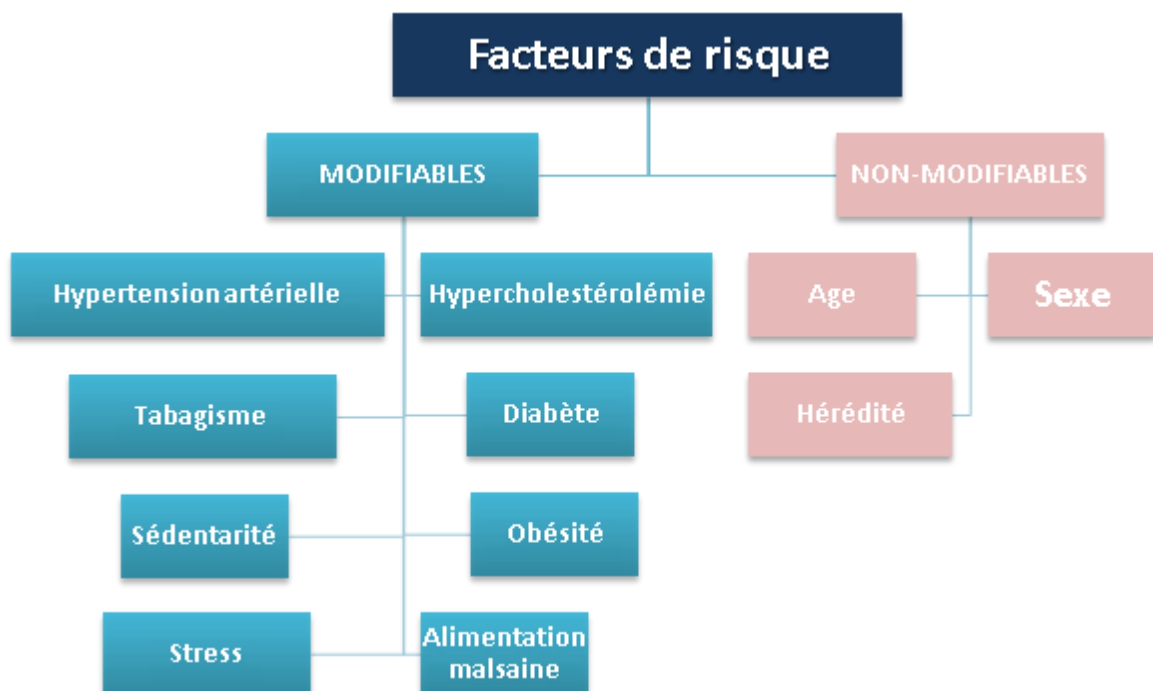 Facteurs de risque
MODIFIABLES
NON-MODIFIABLES
Hypertension artérielle
Hypercholestérolémie
Age
Sexe
Tabagisme
Diabète
Hérédité
Sédentarité
Obésité
Stress
Alimentation
malsaine